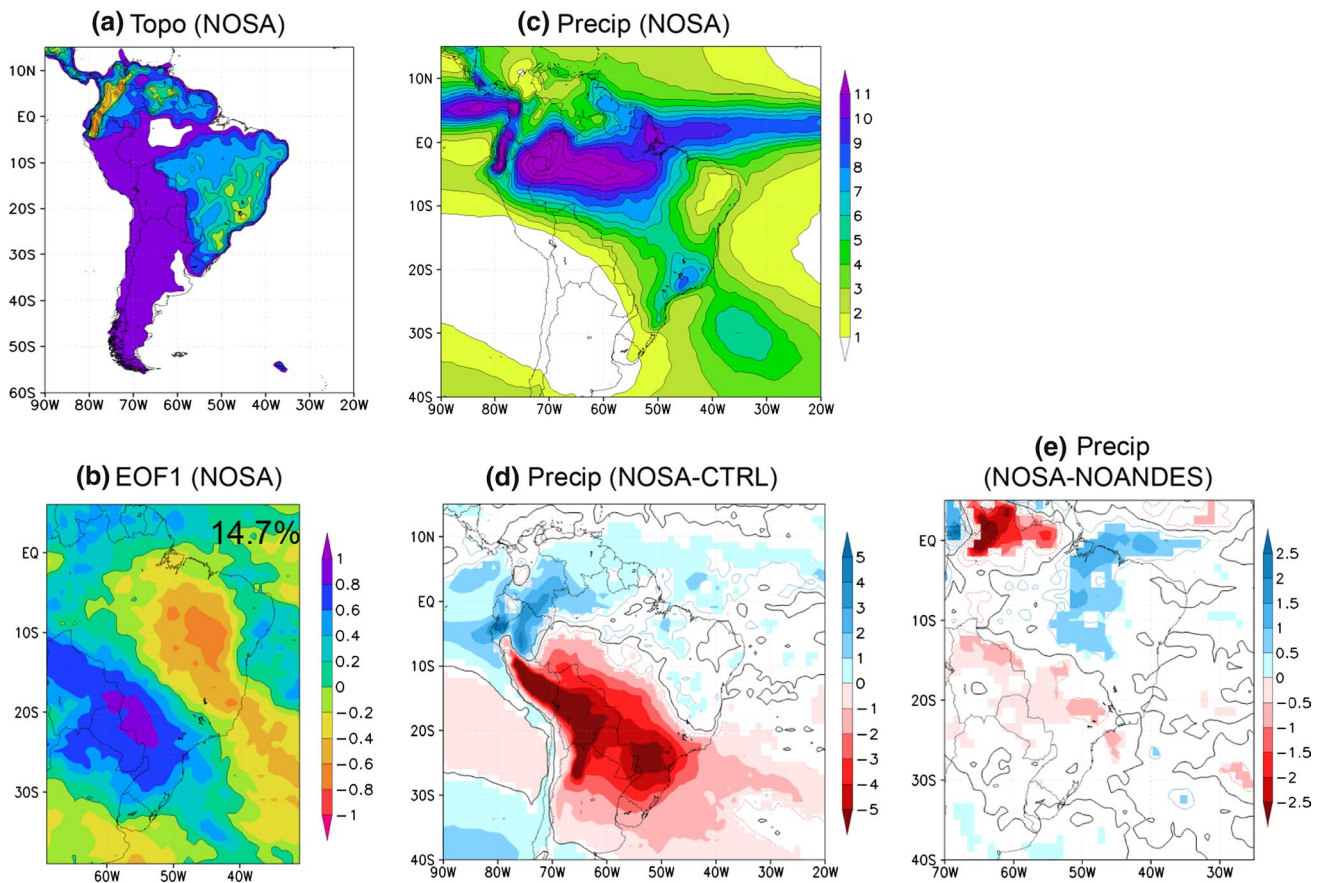 (a) Topo (NOSA)
10N
EQ
10S
20S
30S
40S
50S
60S
90W 80W 70W 60W 50W 40W 30W 20W
(c) Precip (NOSA)
10N
EQ
10S
20S
30S
40S
90W 80W 70W 60W 50W 40W 30W 20W
11
10
9
8
7
6
5
4
3
2
1
(b) EOF1 (NOSA)
14.7%
EQ
10S
20S
30S
60W 50W 40W
1
0.8
0.6
0.4
0.2
0
−0.2
−0.4
−0.6
−0.8
−1
(d) Precip (NOSA-CTRL)
10N
EQ
10S
20S
30S
40S
90W 80W 70W 60W 50W 40W 30W 20W
5
4
3
2
1
0
−1
−2
−3
−4
−5
(e) Precip
(NOSA-NOANDES)
EQ
10S
20S
30S
40S
70W 60W 50W 40W 30W
2.5
2
1.5
1
0.5
0
−0.5
−1
−1.5
−2
−2.5